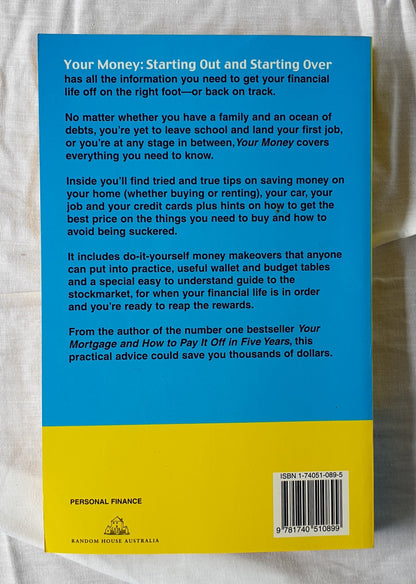 Your Money: Starting Out and Starting Over
has all the information you need to get your financial
life off on the right foot—or back on track.
No matter whether you have a family and an ocean of
debts, you're yet to leave school and land your first job,
or you're at any stage in between, Your Money covers
everything you need to know.
Inside you'll find tried and true tips on saving money on
your home (whether buying or renting), your car, your
job and your credit cards plus hints on how to get the
best price on the things you need to buy and how to
avoid being suckered.
It includes do-it-yourself money makeovers that anyone
can put into practice, useful wallet and budget tables
and a special easy to understand guide to the
stockmarket, for when your financial life is in order
and you're ready to reap the rewards.
From the author of the number one bestseller Your
Mortgage and How to Pay It Off in Five Years, this
practical advice could save you thousands of dollars.
ISBN 1-74051-089-5
9 781740 510899
PERSONAL FINANCE
RANDOM HOUSE AUSTRALIA